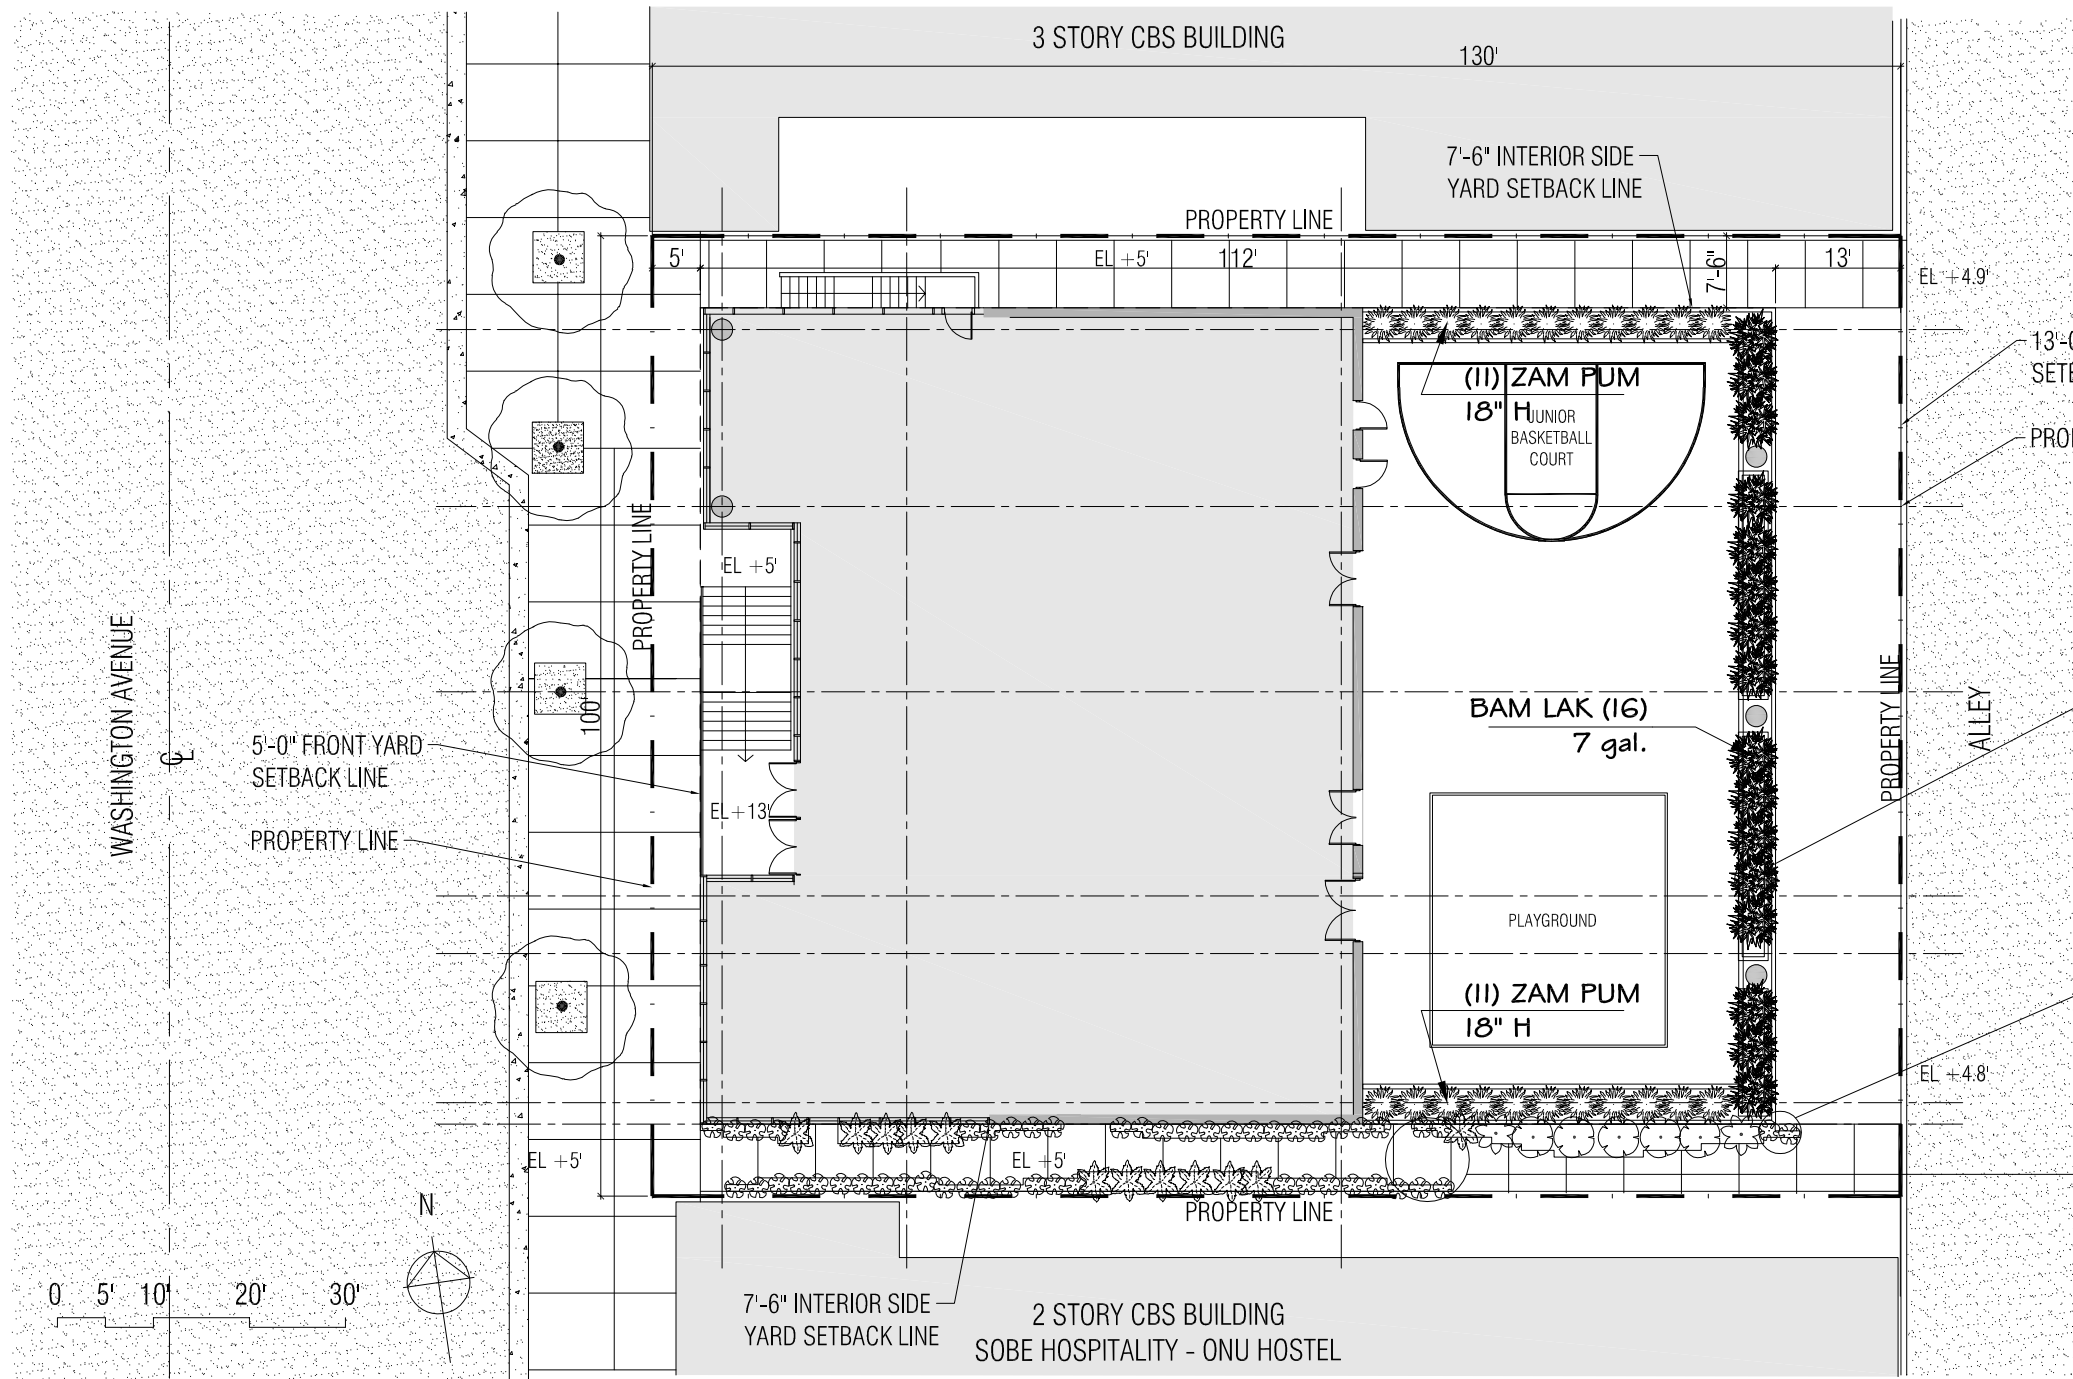 3 STORY CBS BUILDING
130'
7'-6" INTERIOR SIDE
YARD SETBACK LINE
PROPERTY LINE
5'
EL +5'
112'
7'-6"
13'
EL +4.9'
(11) ZAM PUM
18" H
JUNIOR
BASKETBALL
COURT
PROPERTY LINE
EL +5'
WASHINGTON AVENUE
CL
100'
5'-0" FRONT YARD
SETBACK LINE
PROPERTY LINE
EL +13'
BAM LAK (16)
7 gal.
PROPERTY LINE
ALLEY
PLAYGROUND
(11) ZAM PUM
18" H
EL +4.8'
EL +5'
EL +5'
PROPERTY LINE
N
0 5' 10' 20' 30'
7'-6" INTERIOR SIDE
YARD SETBACK LINE
2 STORY CBS BUILDING
SOBE HOSPITALITY - ONU HOSTEL